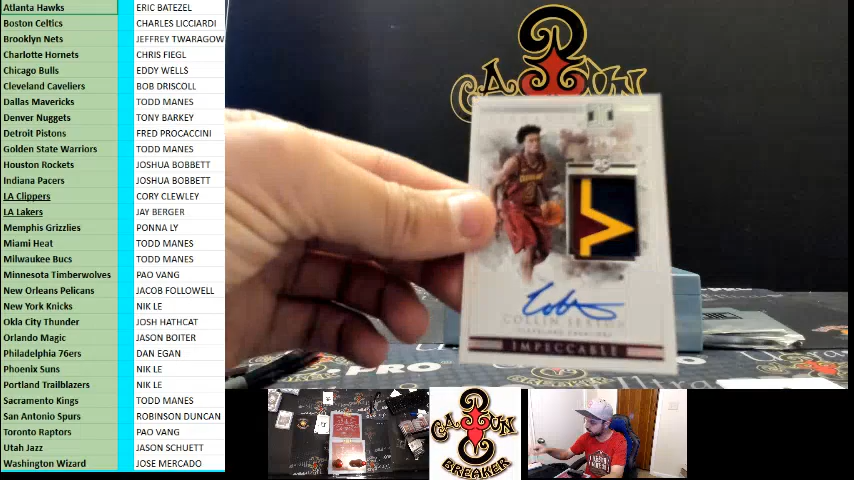 Atlanta Hawks ERIC BATEZEL
Boston Celtics CHARLES LICCIARDI
Brooklyn Nets JEFFREY TWARAGOW
Charlotte Hornets CHRIS FIEGL
Chicago Bulls EDDY WELLS
Cleveland Caveliers BOB DRISCOLL
Dallas Mavericks TODD MANES
Denver Nuggets TONY BARKEY
Detroit Pistons FRED PROCACCINI
Golden State Warriors TODD MANES
Houston Rockets JOSHUA BOBBETT
Indiana Pacers JOSHUA BOBBETT
LA Clippers CORY CLEWLEY
LA Lakers JAY BERGER
Memphis Grizzlies PONNA LY
Miami Heat TODD MANES
Milwaukee Bucs TODD MANES
Minnesota Timberwolves PAO VANG
New Orleans Pelicans JACOB FOLLOWELL
New York Knicks NIK LE
Okla City Thunder JOSH HATHCAT
Orlando Magic JASON BOITER
Philadelphia 76ers DAN EGAN
Phoenix Suns NIK LE
Portland Trailblazers NIK LE
Sacramento Kings TODD MANES
San Antonio Spurs ROBINSON DUNCAN
Toronto Raptors PAO VANG
Utah Jazz JASON SCHUETT
Washington Wizard JOSE MERCADO
CAJUN
RC
COLLIN SEXTON
CLEVELAND CAVALIERS
IMPECCABLE
PRO
CAJUN
BREAKER